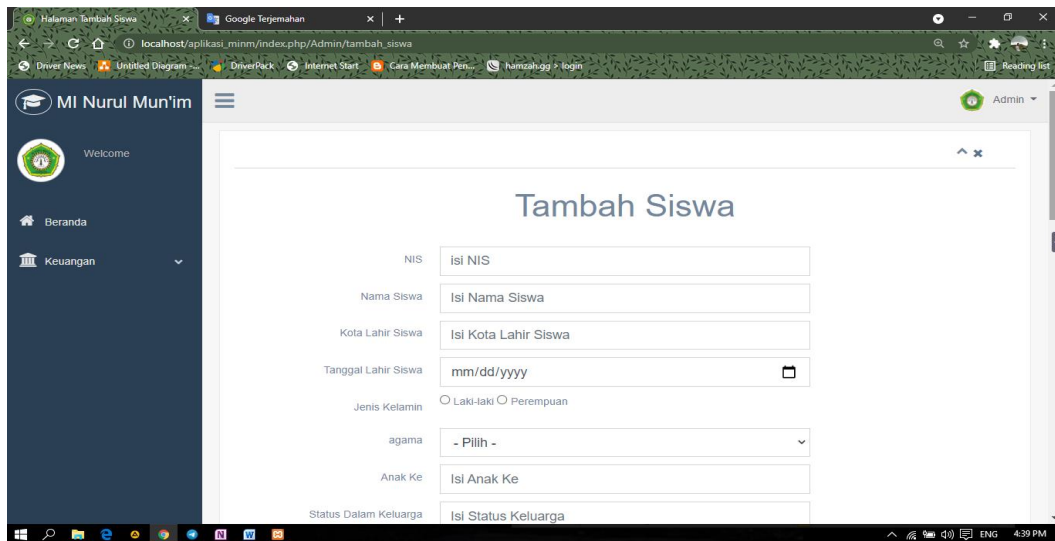 Halaman Tambah Siswa
Google Terjemahan
localhost/aplikasi_minm/index.php/Admin/tambah_siswa
Driver News Untitled Diagram -... DriverPack Internet Start Cara Membuat Pen... hamzah.gg > login Reading list
MI Nurul Mun'im
Admin
Welcome
Beranda
Keuangan
Tambah Siswa
NIS isi NIS
Nama Siswa Isi Nama Siswa
Kota Lahir Siswa Isi Kota Lahir Siswa
Tanggal Lahir Siswa mm/dd/yyyy
Jenis Kelamin Laki-laki Perempuan
agama - Pilih -
Anak Ke Isi Anak Ke
Status Dalam Keluarga Isi Status Keluarga
ENG 4:39 PM